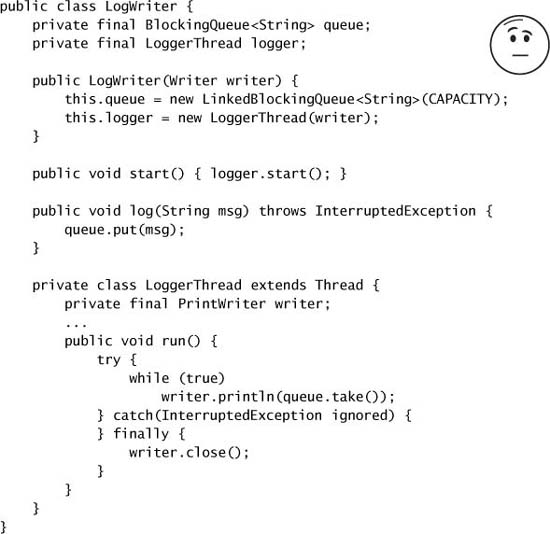 public class LogWriter {
    private final BlockingQueue<String> queue;
    private final LoggerThread logger;
    public LogWriter(Writer writer) {
        this.queue = new LinkedBlockingQueue<String>(CAPACITY);
        this.logger = new LoggerThread(writer);
    }
    public void start() { logger.start(); }
    public void log(String msg) throws InterruptedException {
        queue.put(msg);
    }
    private class LoggerThread extends Thread {
        private final PrintWriter writer;
        ...
        public void run() {
            try {
                while (true)
                    writer.println(queue.take());
            } catch(InterruptedException ignored) {
            } finally {
                writer.close();
            }
        }
    }
}